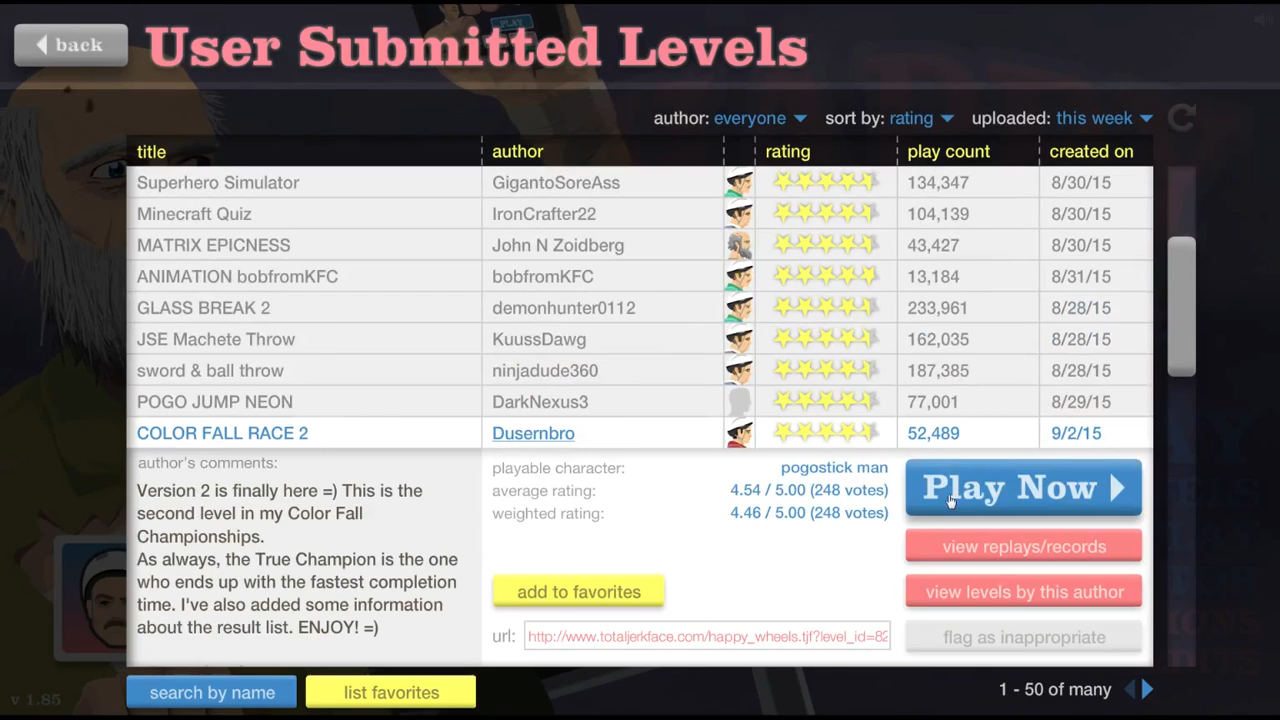 back
User Submitted Levels
author: everyone sort by: rating uploaded: this week
title author rating play count created on
Superhero Simulator GigantoSoreAss 134,347 8/30/15
Minecraft Quiz IronCrafter22 104,139 8/30/15
MATRIX EPICNESS John N Zoidberg 43,427 8/30/15
ANIMATION bobfromKFC bobfromKFC 13,184 8/31/15
GLASS BREAK 2 demonhunter0112 233,961 8/28/15
JSE Machete Throw KuussDawg 162,035 8/28/15
sword & ball throw ninjadude360 187,385 8/28/15
POGO JUMP NEON DarkNexus3 77,001 8/29/15
COLOR FALL RACE 2 Dusernbro 52,489 9/2/15
author's comments:
Version 2 is finally here =) This is the
second level in my Color Fall
Championships.
As always, the True Champion is the one
who ends up with the fastest completion
time. I've also added some information
about the result list. ENJOY! =)
playable character: pogostick man
average rating: 4.54 / 5.00 (248 votes)
weighted rating: 4.46 / 5.00 (248 votes)
add to favorites
url: http://www.totaljerkface.com/happy_wheels.tjf?level_id=82
Play Now
view replays/records
view levels by this author
flag as inappropriate
search by name list favorites
1 - 50 of many
v 1.85
PLAY